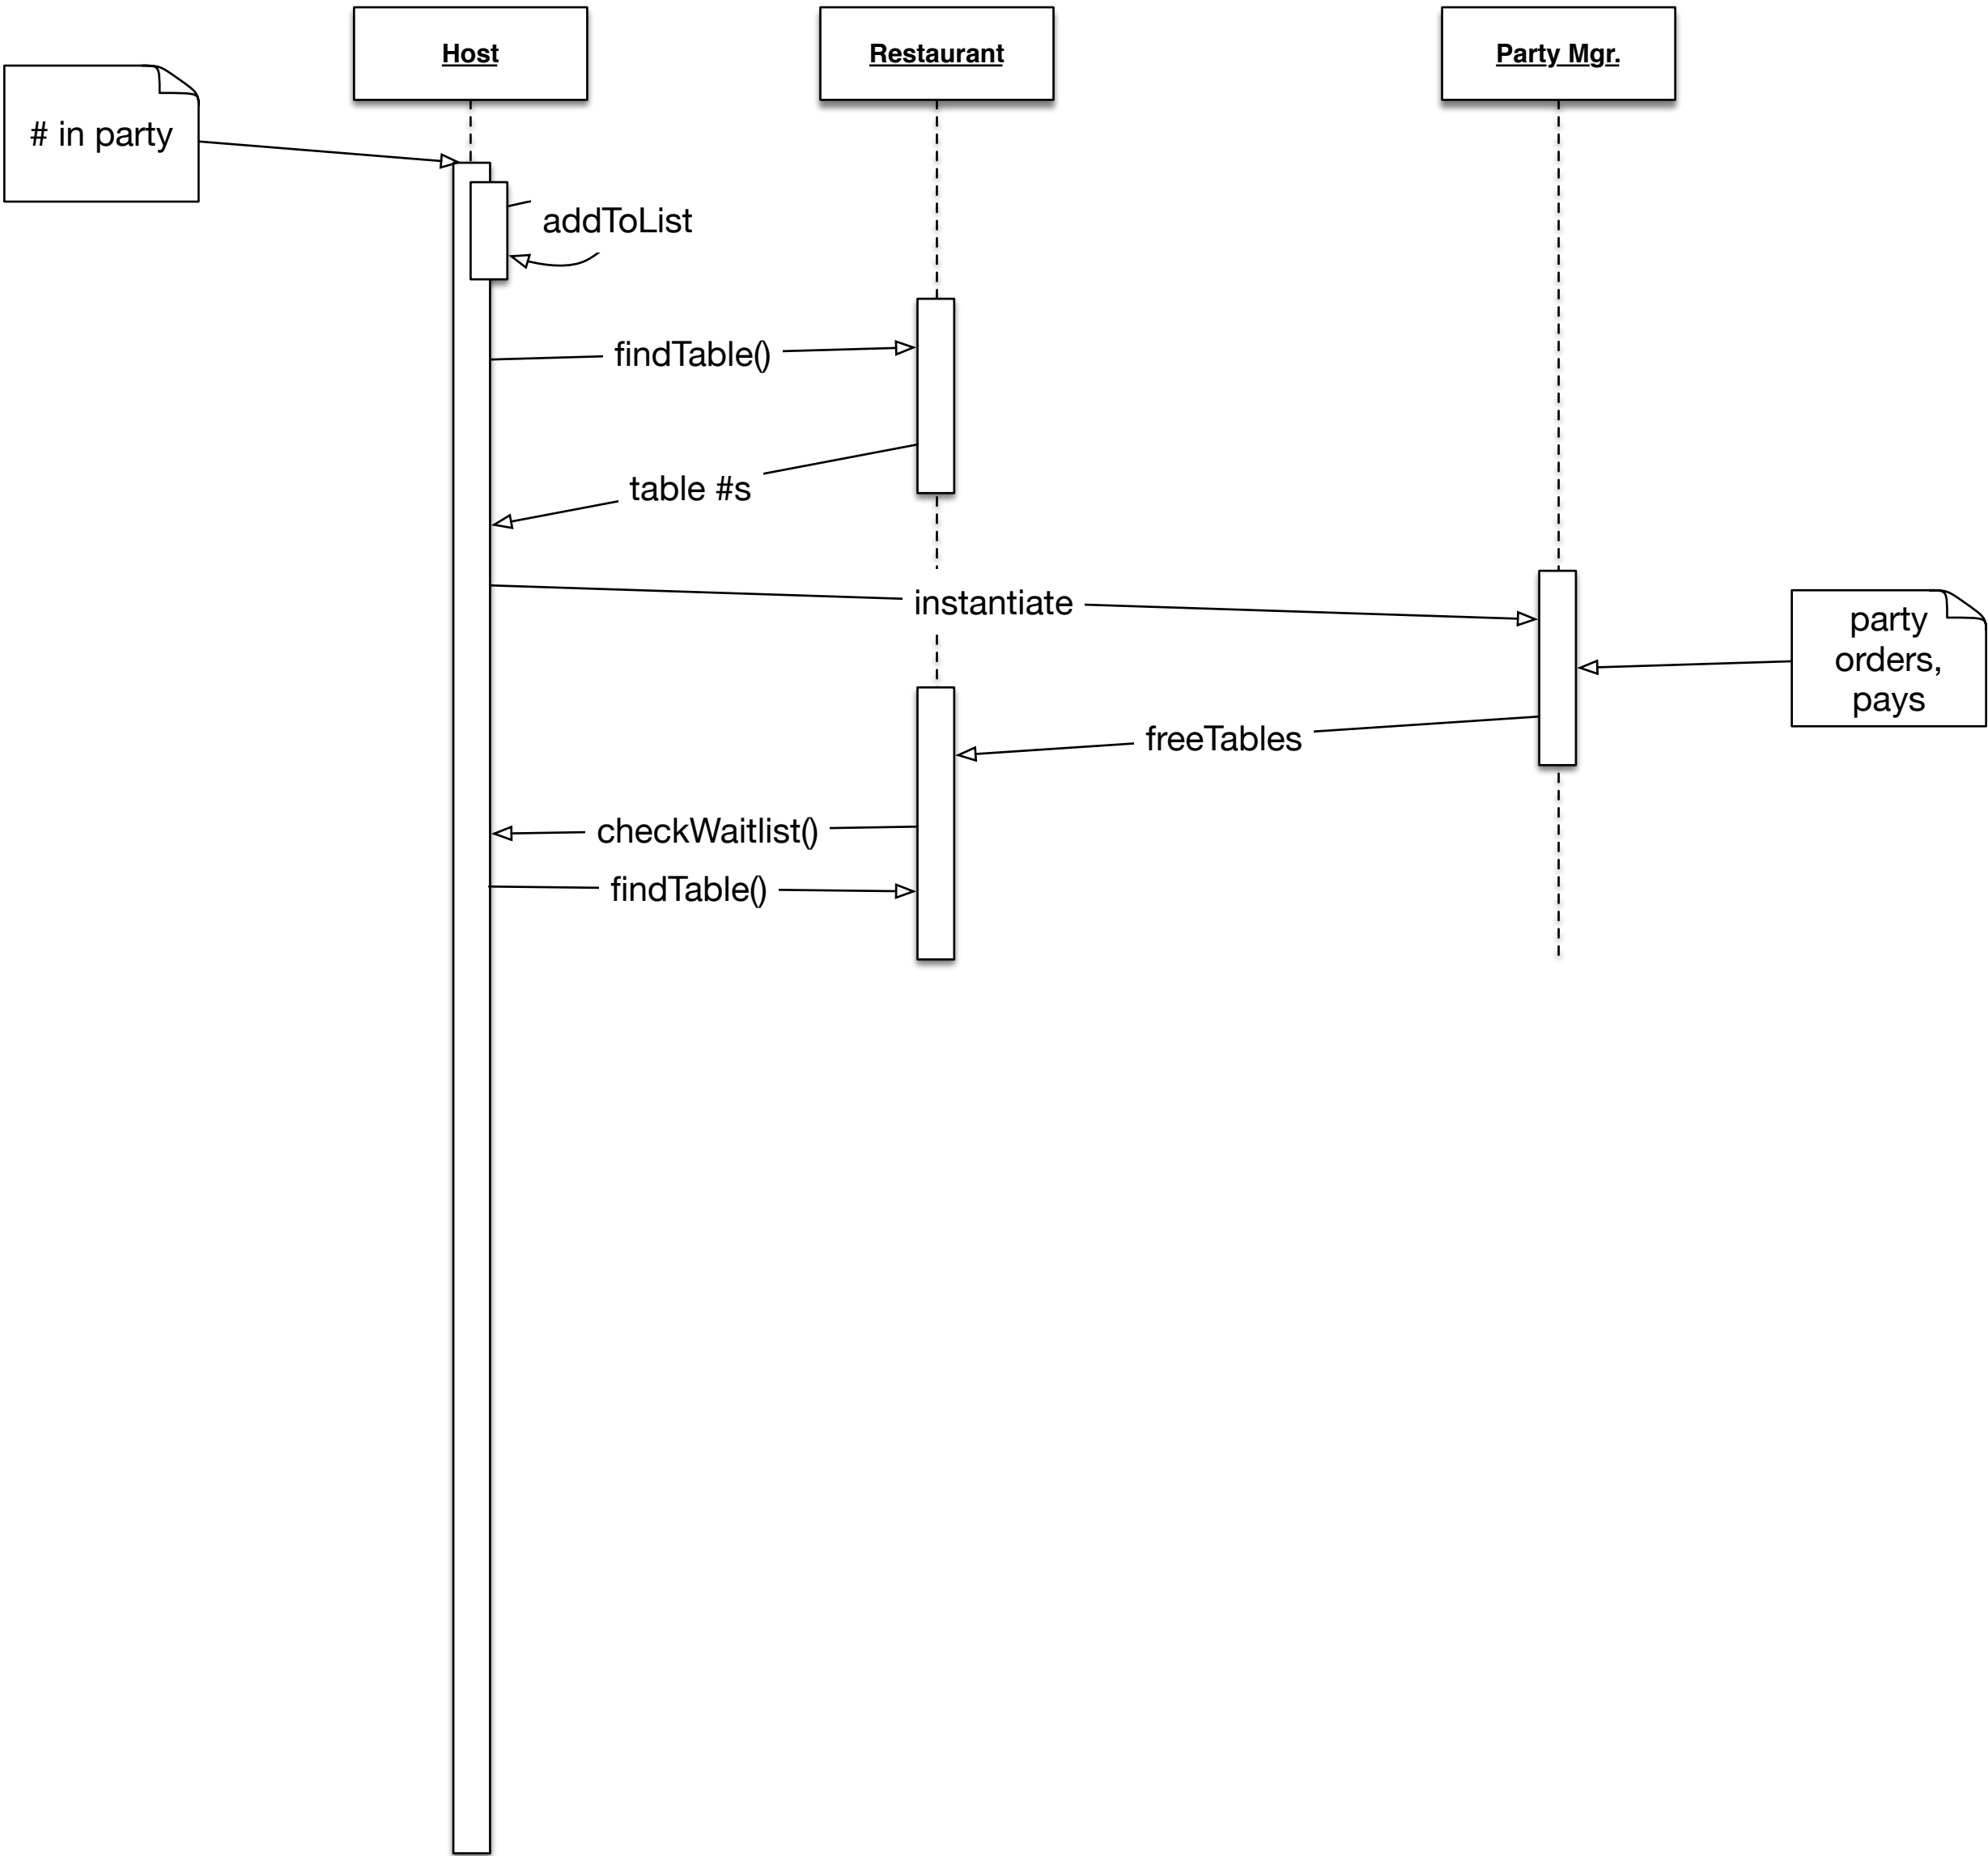 Host
Restaurant
Party Mgr.
# in party
addToList
findTable()
table #s
instantiate
party
orders,
pays
freeTables
checkWaitlist()
findTable()